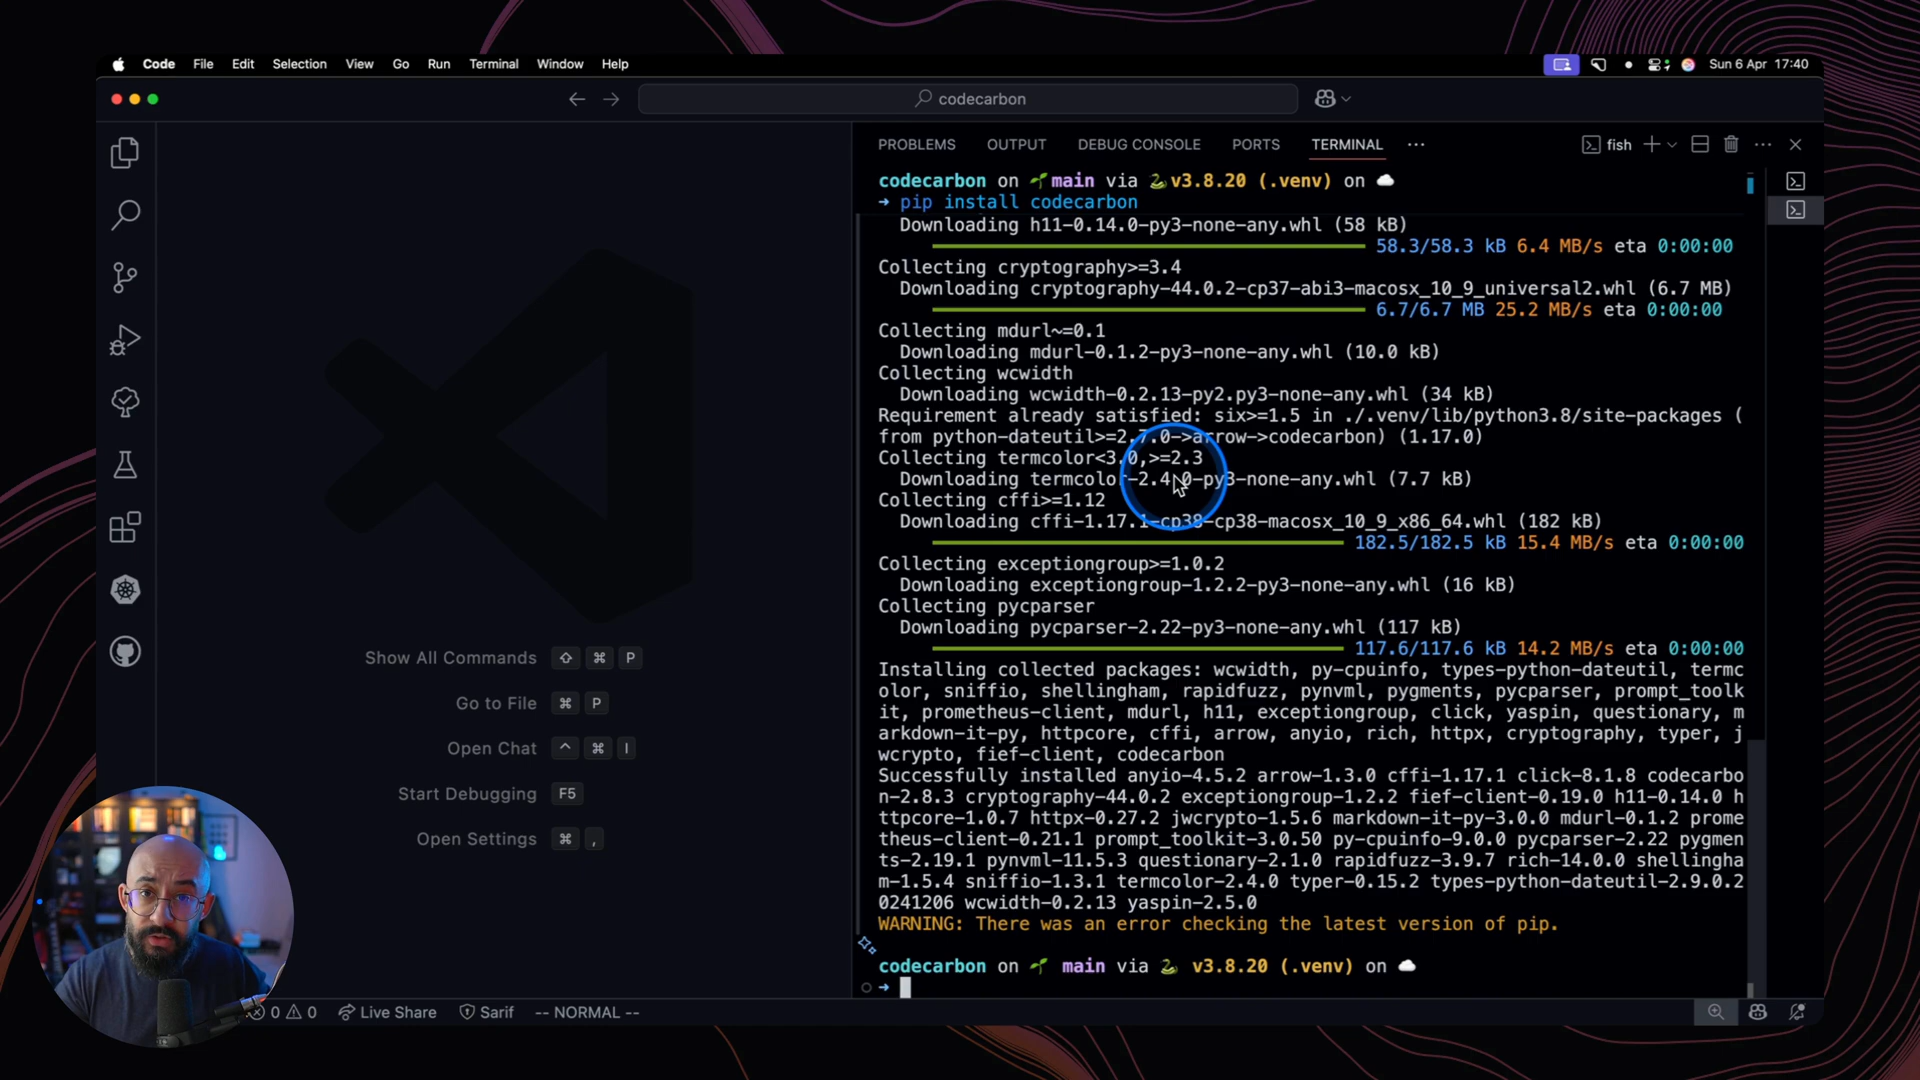 Code File Edit Selection View Go Run Terminal Window Help
Sun 6 Apr 17:40
codecarbon
PROBLEMS OUTPUT DEBUG CONSOLE PORTS TERMINAL
fish
codecarbon on main via v3.8.20 (.venv) on
→ pip install codecarbon
Downloading h11-0.14.0-py3-none-any.whl (58 kB)
58.3/58.3 kB 6.4 MB/s eta 0:00:00
Collecting cryptography>=3.4
Downloading cryptography-44.0.2-cp37-abi3-macosx_10_9_universal2.whl (6.7 MB)
6.7/6.7 MB 25.2 MB/s eta 0:00:00
Collecting mdurl~=0.1
Downloading mdurl-0.1.2-py3-none-any.whl (10.0 kB)
Collecting wcwidth
Downloading wcwidth-0.2.13-py2.py3-none-any.whl (34 kB)
Requirement already satisfied: six>=1.5 in ./.venv/lib/python3.8/site-packages (
from python-dateutil>=2.7.0->arrow->codecarbon) (1.17.0)
Collecting termcolor<3.0,>=2.3
Downloading termcolor-2.4.0-py3-none-any.whl (7.7 kB)
Collecting cffi>=1.12
Downloading cffi-1.17.1-cp38-cp38-macosx_10_9_x86_64.whl (182 kB)
182.5/182.5 kB 15.4 MB/s eta 0:00:00
Collecting exceptiongroup>=1.0.2
Downloading exceptiongroup-1.2.2-py3-none-any.whl (16 kB)
Collecting pycparser
Downloading pycparser-2.22-py3-none-any.whl (117 kB)
117.6/117.6 kB 14.2 MB/s eta 0:00:00
Installing collected packages: wcwidth, py-cpuinfo, types-python-dateutil, termc
olor, sniffio, shellingham, rapidfuzz, pynvml, pygments, pycparser, prompt_toolk
it, prometheus-client, mdurl, h11, exceptiongroup, click, yaspin, questionary, m
arkdown-it-py, httpcore, cffi, arrow, anyio, rich, httpx, cryptography, typer, j
wcrypto, fief-client, codecarbon
Successfully installed anyio-4.5.2 arrow-1.3.0 cffi-1.17.1 click-8.1.8 codecarbo
n-2.8.3 cryptography-44.0.2 exceptiongroup-1.2.2 fief-client-0.19.0 h11-0.14.0 h
ttpcore-1.0.7 httpx-0.27.2 jwcrypto-1.5.6 markdown-it-py-3.0.0 mdurl-0.1.2 prome
theus-client-0.21.1 prompt_toolkit-3.0.50 py-cpuinfo-9.0.0 pycparser-2.22 pygmen
ts-2.19.1 pynvml-11.5.3 questionary-2.1.0 rapidfuzz-3.9.7 rich-14.0.0 shellingha
m-1.5.4 sniffio-1.3.1 termcolor-2.4.0 typer-0.15.2 types-python-dateutil-2.9.0.2
0241206 wcwidth-0.2.13 yaspin-2.5.0
WARNING: There was an error checking the latest version of pip.
codecarbon on main via v3.8.20 (.venv) on
→
Show All Commands ⇧ ⌘ P
Go to File ⌘ P
Open Chat ^ ⌘ I
Start Debugging F5
Open Settings ⌘ ,
0 0 Live Share Sarif -- NORMAL --